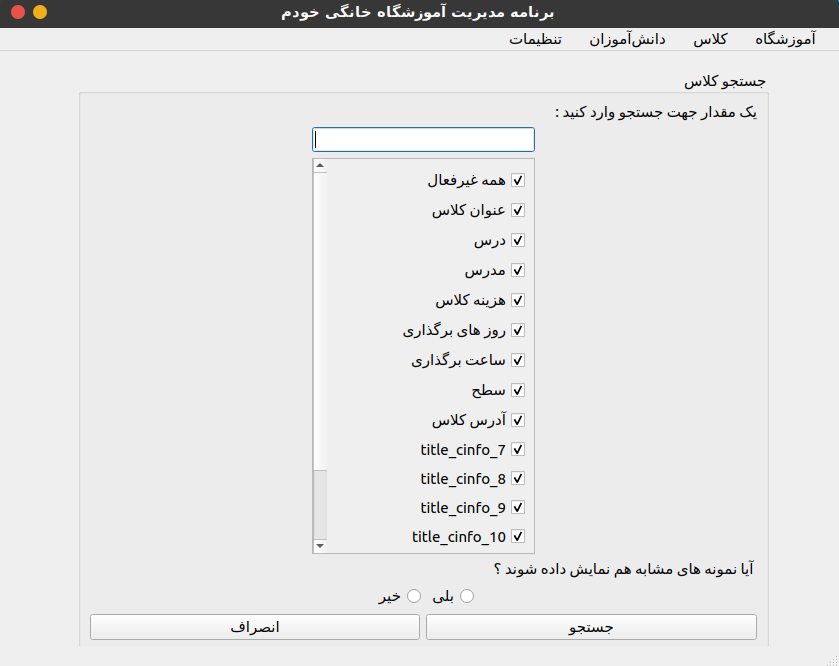 برنامه مدیریت آموزشگاه خانگی خودم
آموزشگاه کلاس دانش‌آموزان تنظیمات
جستجو کلاس
یک مقدار جهت جستجو وارد کنید :
همه غیرفعال
عنوان کلاس
درس
مدرس
هزینه کلاس
روز های برگذاری
ساعت برگذاری
سطح
آدرس کلاس
title_cinfo_7
title_cinfo_8
title_cinfo_9
title_cinfo_10
آیا نمونه های مشابه هم نمایش داده شوند ؟
بلی خیر
جستجو انصراف